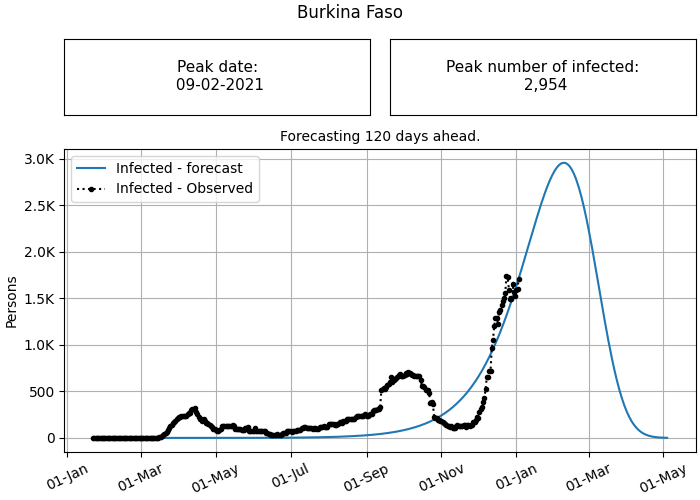 Burkina Faso
Peak date:
09-02-2021
Peak number of infected:
2,954
Forecasting 120 days ahead.
Infected - forecast
Infected - Observed
3.0K
2.5K
2.0K
1.5K
1.0K
500
0
Persons
01-Jan
01-Mar
01-May
01-Jul
01-Sep
01-Nov
01-Jan
01-Mar
01-May